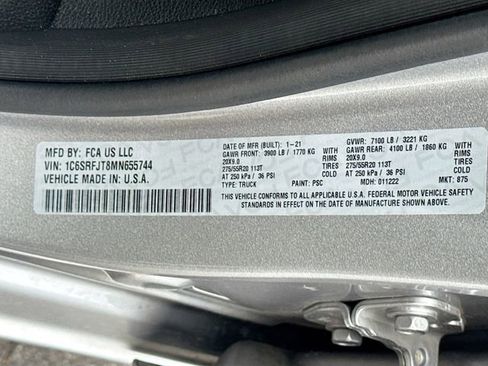 MFD BY: FCA US LLC
VIN: 1C6SRFJT8MN655744
VEHICLE MADE IN: U.S.A.
DATE OF MFR (BUILT): 1-21
GAWR FRONT: 3900 LB / 1770 KG
20X9.0 WITH RIMS
275/55R20 113T
AT 250 kPa / 36 PSI COLD
TYPE: TRUCK PAINT: PSC MDH: 011222 MKT: 875
GVWR: 7100 LB / 3221 KG
GAWR REAR: 4100 LB / 1860 KG
20X9.0 WITH RIMS
275/55R20 113T
AT 250 kPa / 36 PSI COLD
THIS VEHICLE CONFORMS TO ALL APPLICABLE U.S.A. FEDERAL MOTOR VEHICLE SAFETY
STANDARDS IN EFFECT ON THE DATE OF MANUFACTURE SHOWN ABOVE.